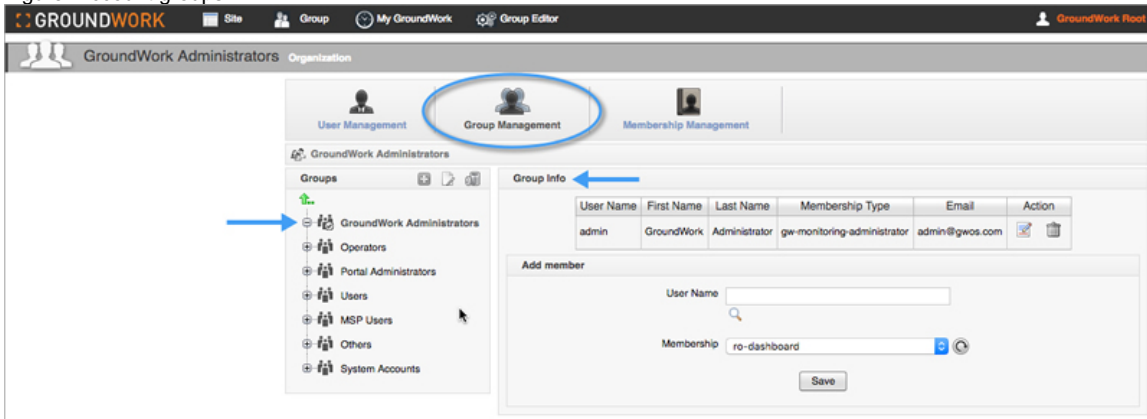 GROUNDWORK Site Group My GroundWork Group Editor GroundWork Root
GroundWork Administrators Organization
User Management Group Management Membership Management
GroundWork Administrators
Groups
GroundWork Administrators
Operators
Portal Administrators
Users
MSP Users
Others
System Accounts
Group Info
User Name First Name Last Name Membership Type Email Action
admin GroundWork Administrator gw-monitoring-administrator admin@gwos.com
Add member
User Name
Membership ro-dashboard
Save